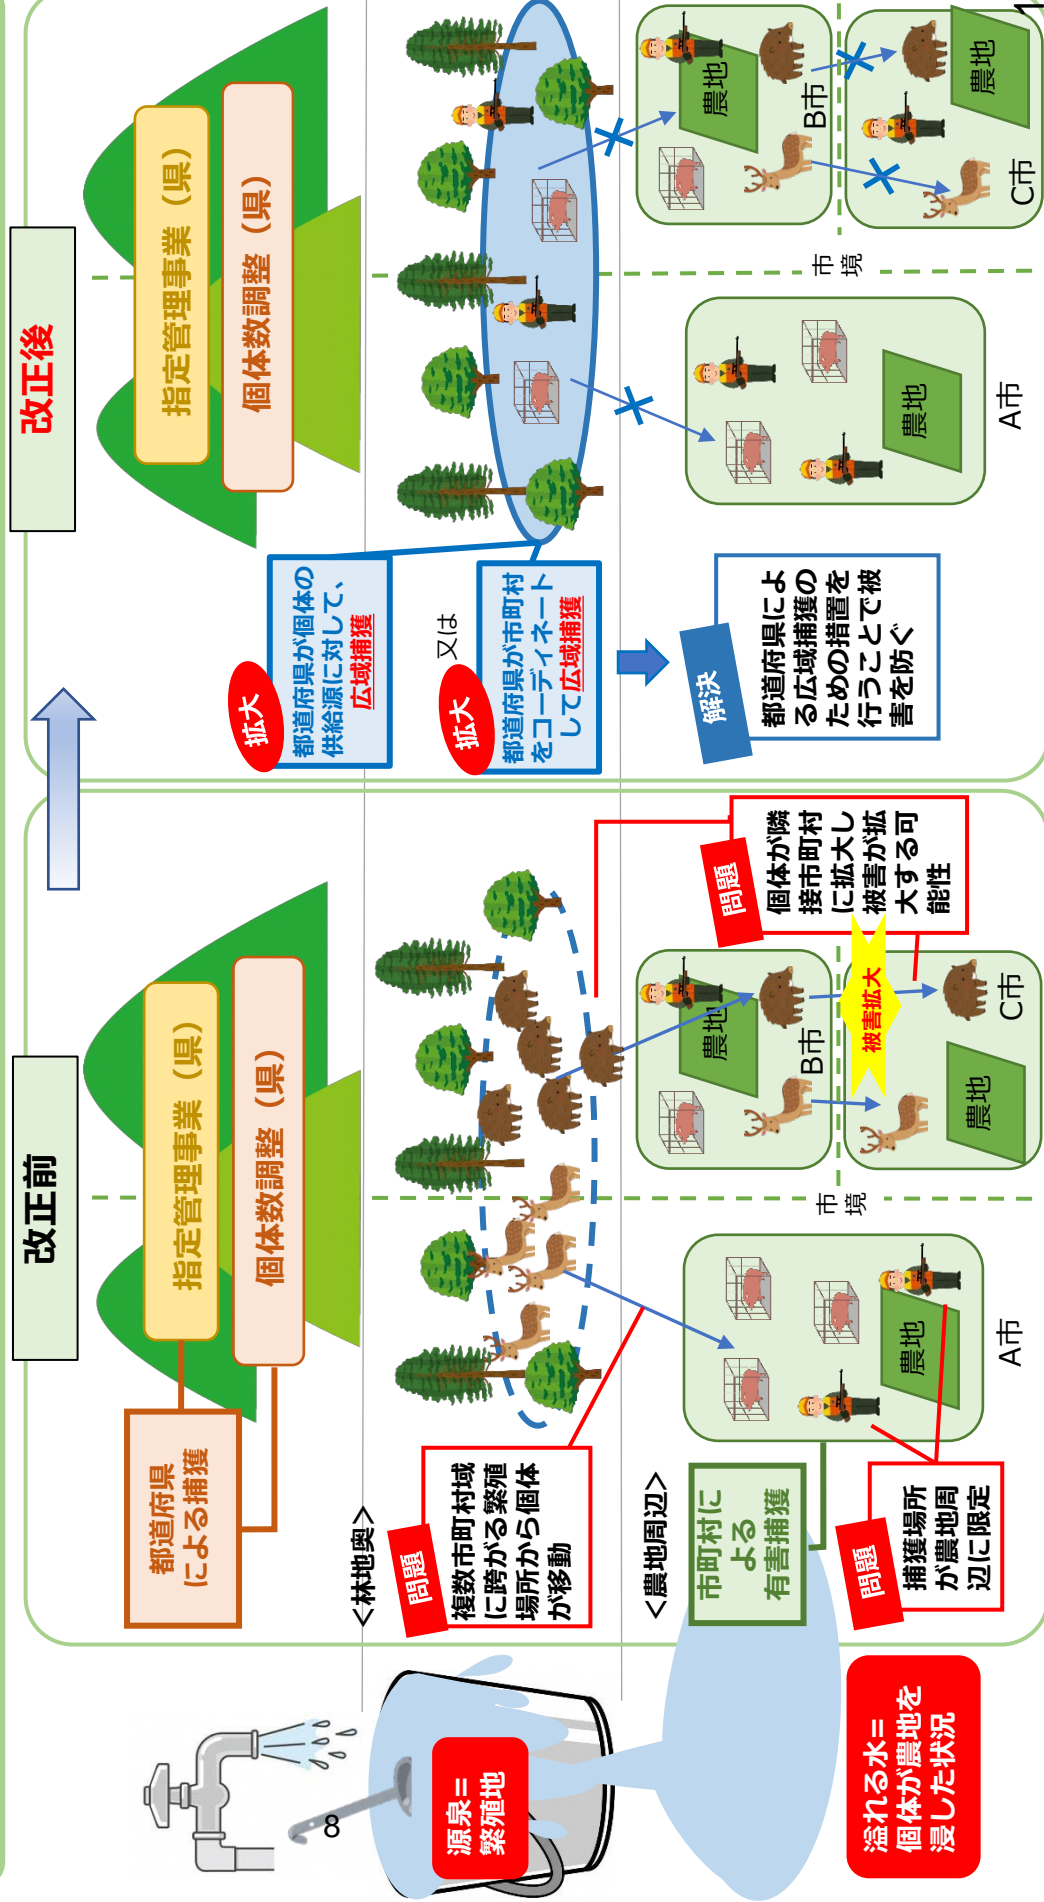 改正前
都道府県
による捕獲
指定管理事業（県）
個体数調整（県）
<林地奥>
問題
複数市町村域
に跨がる繁殖
場所から個体
が移動
<農地周辺>
市町村に
よる
有害捕獲
問題
捕獲場所
が農地周
辺に限定
農地
A市
市
境
農地
B市
被害拡大
農地
C市
問題
個体が隣
接市町村
に拡大し
被害が拡
大する可
能性
源泉＝
繁殖地
溢れる水＝
個体が農地を
浸した状況
8
改正後
指定管理事業（県）
個体数調整（県）
拡大
都道府県が個体の
供給源に対して、
広域捕獲
又は
拡大
都道府県が市町村
をコーディネート
して広域捕獲
解決
都道府県によ
る広域捕獲の
ための措置を
行うことで被
害を防ぐ
農地
A市
市
境
農地
B市
農地
C市
1